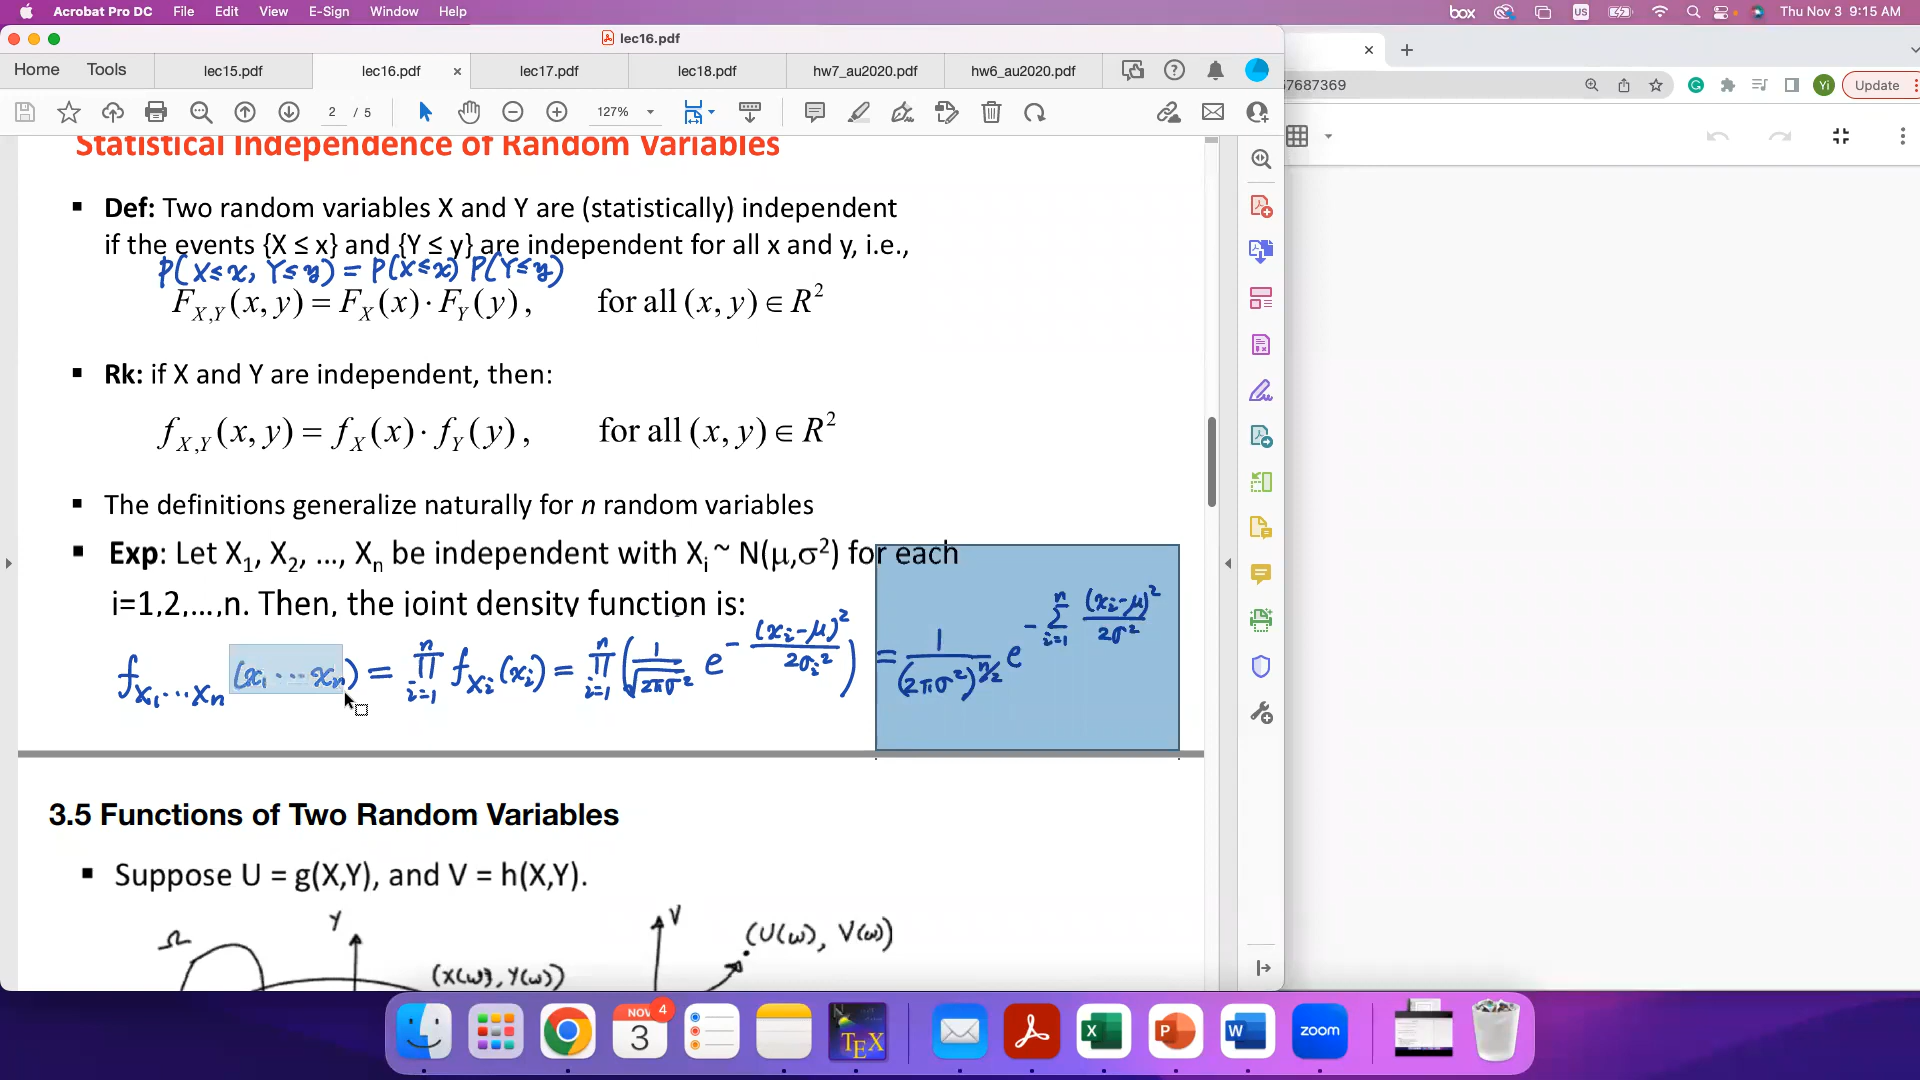 Acrobat Pro DC File Edit View E-Sign Window Help box US Thu Nov 3 9:15 AM
lec16.pdf
Home Tools lec15.pdf lec16.pdf × lec17.pdf lec18.pdf hw7_au2020.pdf hw6_au2020.pdf
57687369 Yi Update
2 / 5 127%
Statistical Independence of Random Variables
▪ Def: Two random variables X and Y are (statistically) independent
if the events {X ≤ x} and {Y ≤ y} are independent for all x and y, i.e.,
P(X≤x, Y≤y) = P(X≤x) P(Y≤y)
F_{X,Y}(x, y) = F_X(x) · F_Y(y), for all (x, y) ∈ R²
▪ Rk: if X and Y are independent, then:
f_{X,Y}(x, y) = f_X(x) · f_Y(y), for all (x, y) ∈ R²
▪ The definitions generalize naturally for n random variables
▪ Exp: Let X₁, X₂, ..., Xₙ be independent with Xᵢ ~ N(μ,σ²) for each
i=1,2,...,n. Then, the joint density function is:
f_{X₁···Xₙ}(x₁ ··· xₙ) = ∏_{i=1}^{n} f_{Xᵢ}(xᵢ) = ∏_{i=1}^{n} (1/√(2πσ²) e^{-(xᵢ-μ)²/2σᵢ²}) = 1/(2πσ²)^{n/2} e^{-∑_{i=1}^{n} (xᵢ-μ)²/2σ²}
3.5 Functions of Two Random Variables
▪ Suppose U = g(X,Y), and V = h(X,Y).
Ω Y V (U(ω), V(ω))
(X(ω), Y(ω))
NOV 3 4 TEX X P W zoom